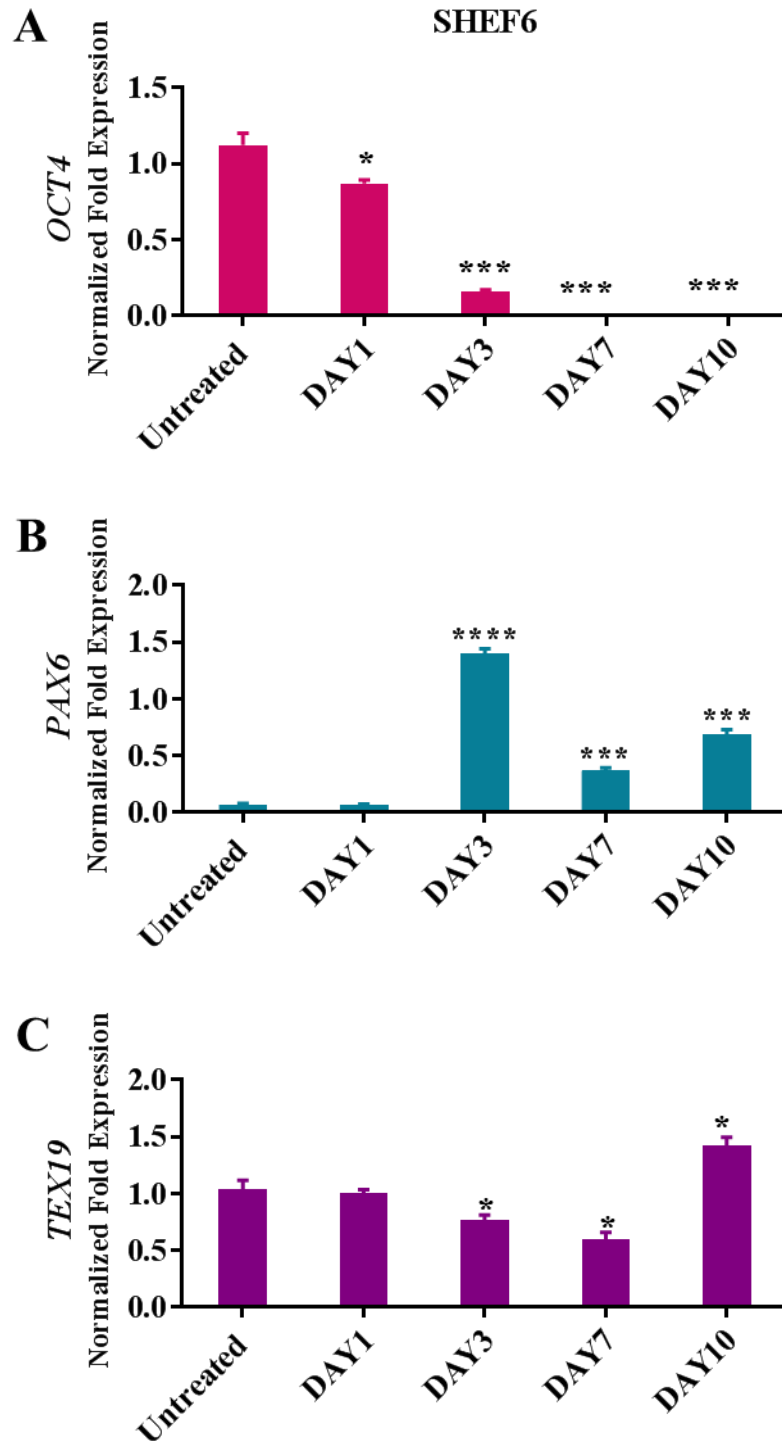 A
SHEF6
OCT4
Normalized Fold Expression
1.5
1.0
0.5
0.0
*
***
***
***
Untreated
DAY1
DAY3
DAY7
DAY10
B
PAX6
Normalized Fold Expression
2.0
1.5
1.0
0.5
0.0
****
***
***
Untreated
DAY1
DAY3
DAY7
DAY10
C
TEX19
Normalized Fold Expression
2.0
1.5
1.0
0.5
0.0
*
*
*
Untreated
DAY1
DAY3
DAY7
DAY10